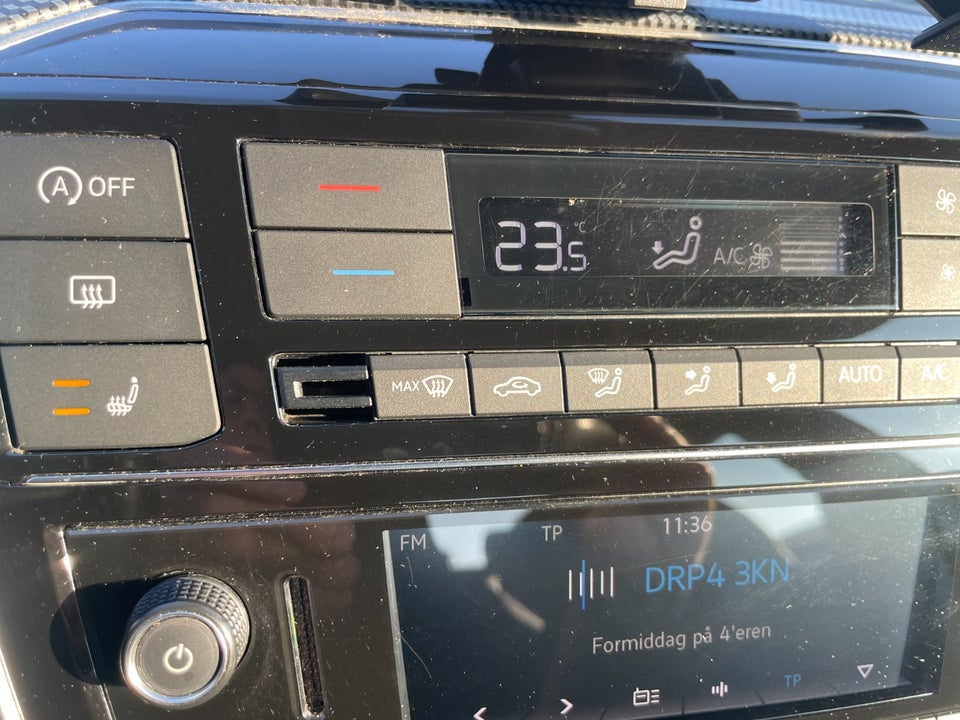 A OFF
23.5 °C A/C
MAX AUTO A/C
FM TP 11:36
DRP4 3KN
Formiddag på 4'eren
TP